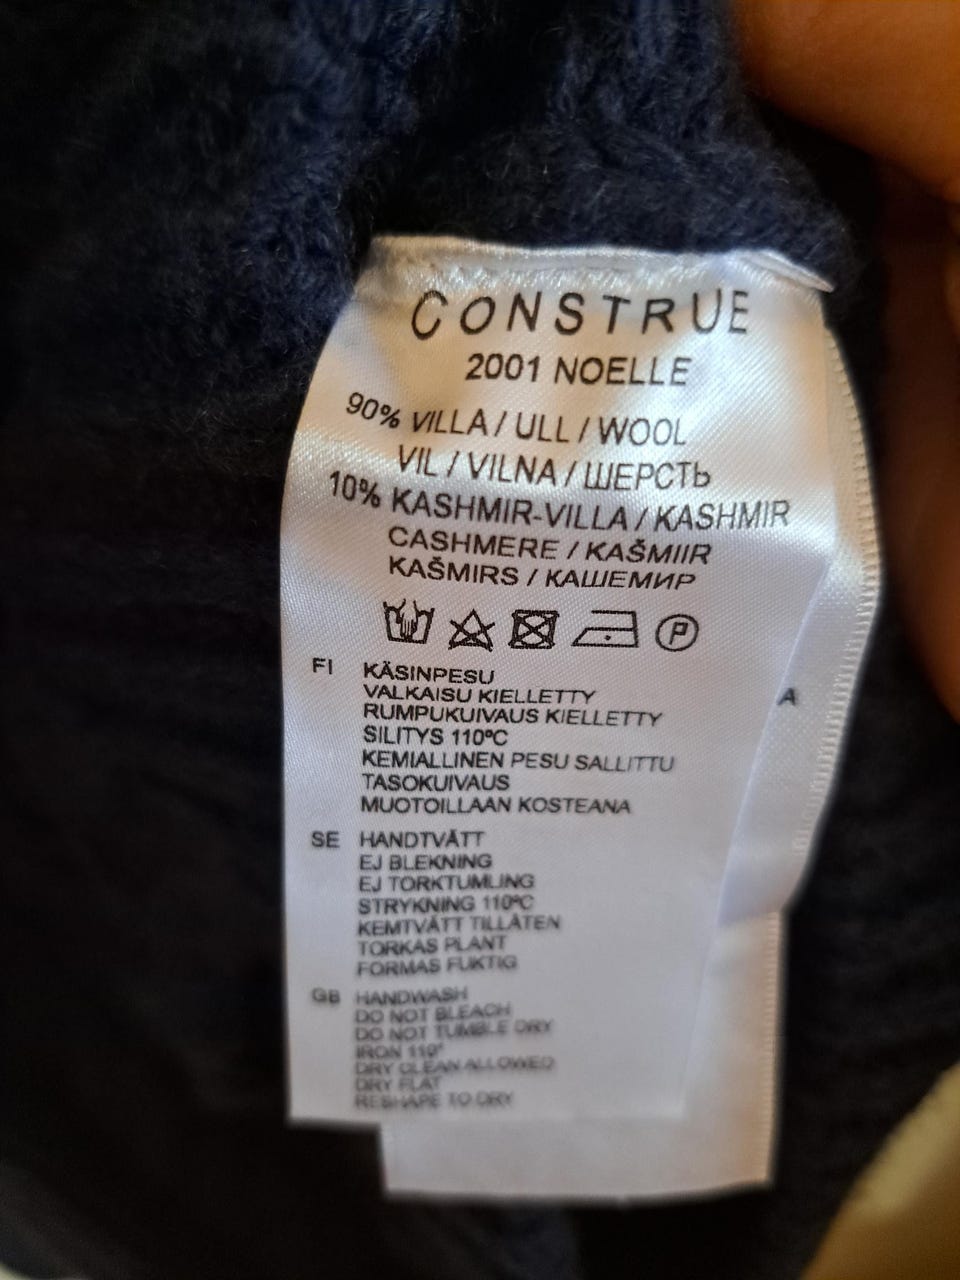 CONSTRUE
2001 NOELLE
90% VILLA / ULL / WOOL
VIL / VILNA / ШЕРСТЬ
10% KASHMIR-VILLA / KASHMIR
CASHMERE / KAŠMIIR
KAŠMIRS / КАШЕМИР
P
FI KÄSINPESU
VALKAISU KIELLETTY
RUMPUKUIVAUS KIELLETTY
SILITYS 110ºC
KEMIALLINEN PESU SALLITTU
TASOKUIVAUS
MUOTOILLAAN KOSTEANA
A
SE HANDTVÄTT
EJ BLEKNING
EJ TORKTUMLING
STRYKNING 110ºC
KEMTVÄTT TILLÅTEN
TORKAS PLANT
FORMAS FUKTIG
GB HANDWASH
DO NOT BLEACH
DO NOT TUMBLE DRY
IRON 110°
DRY CLEAN ALLOWED
DRY FLAT
RESHAPE TO DRY